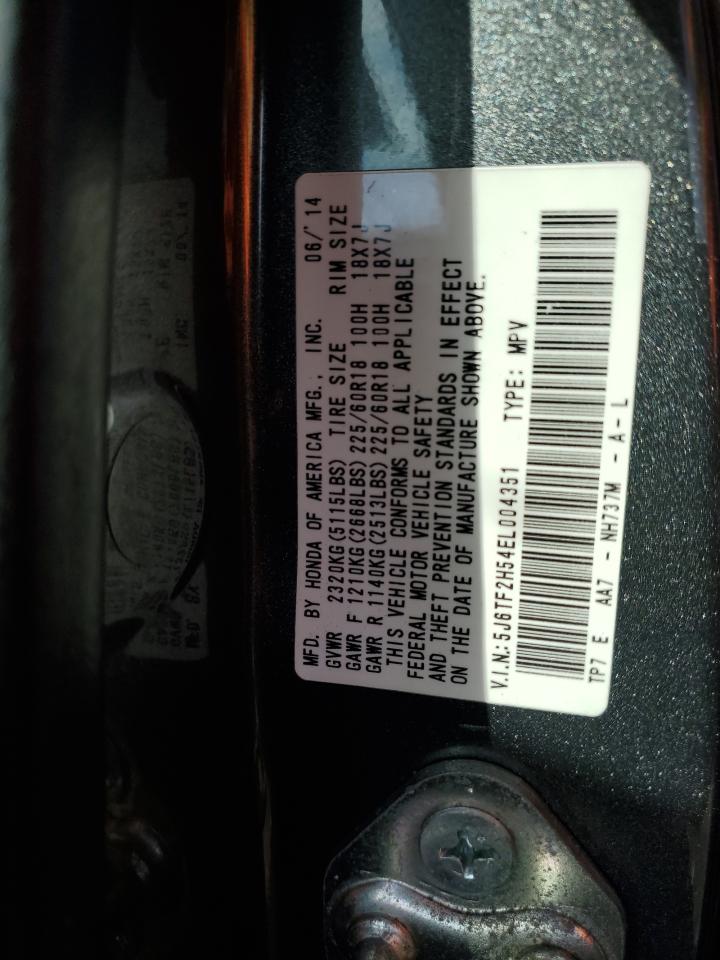 MFD. BY HONDA OF AMERICA MFG., INC. 06/'14
GVWR 2320KG(5115LBS) TIRE SIZE RIM SIZE
GAWR F 1210KG(2668LBS) 225/60R18 100H 18X7J
GAWR R 1140KG(2513LBS) 225/60R18 100H 18X7J
THIS VEHICLE CONFORMS TO ALL APPLICABLE
FEDERAL MOTOR VEHICLE SAFETY
AND THEFT PREVENTION STANDARDS IN EFFECT
ON THE DATE OF MANUFACTURE SHOWN ABOVE.
V.I.N.: 5J6TF2H54EL004351 TYPE: MPV
TP7 E AA7 - NH737M - A - L